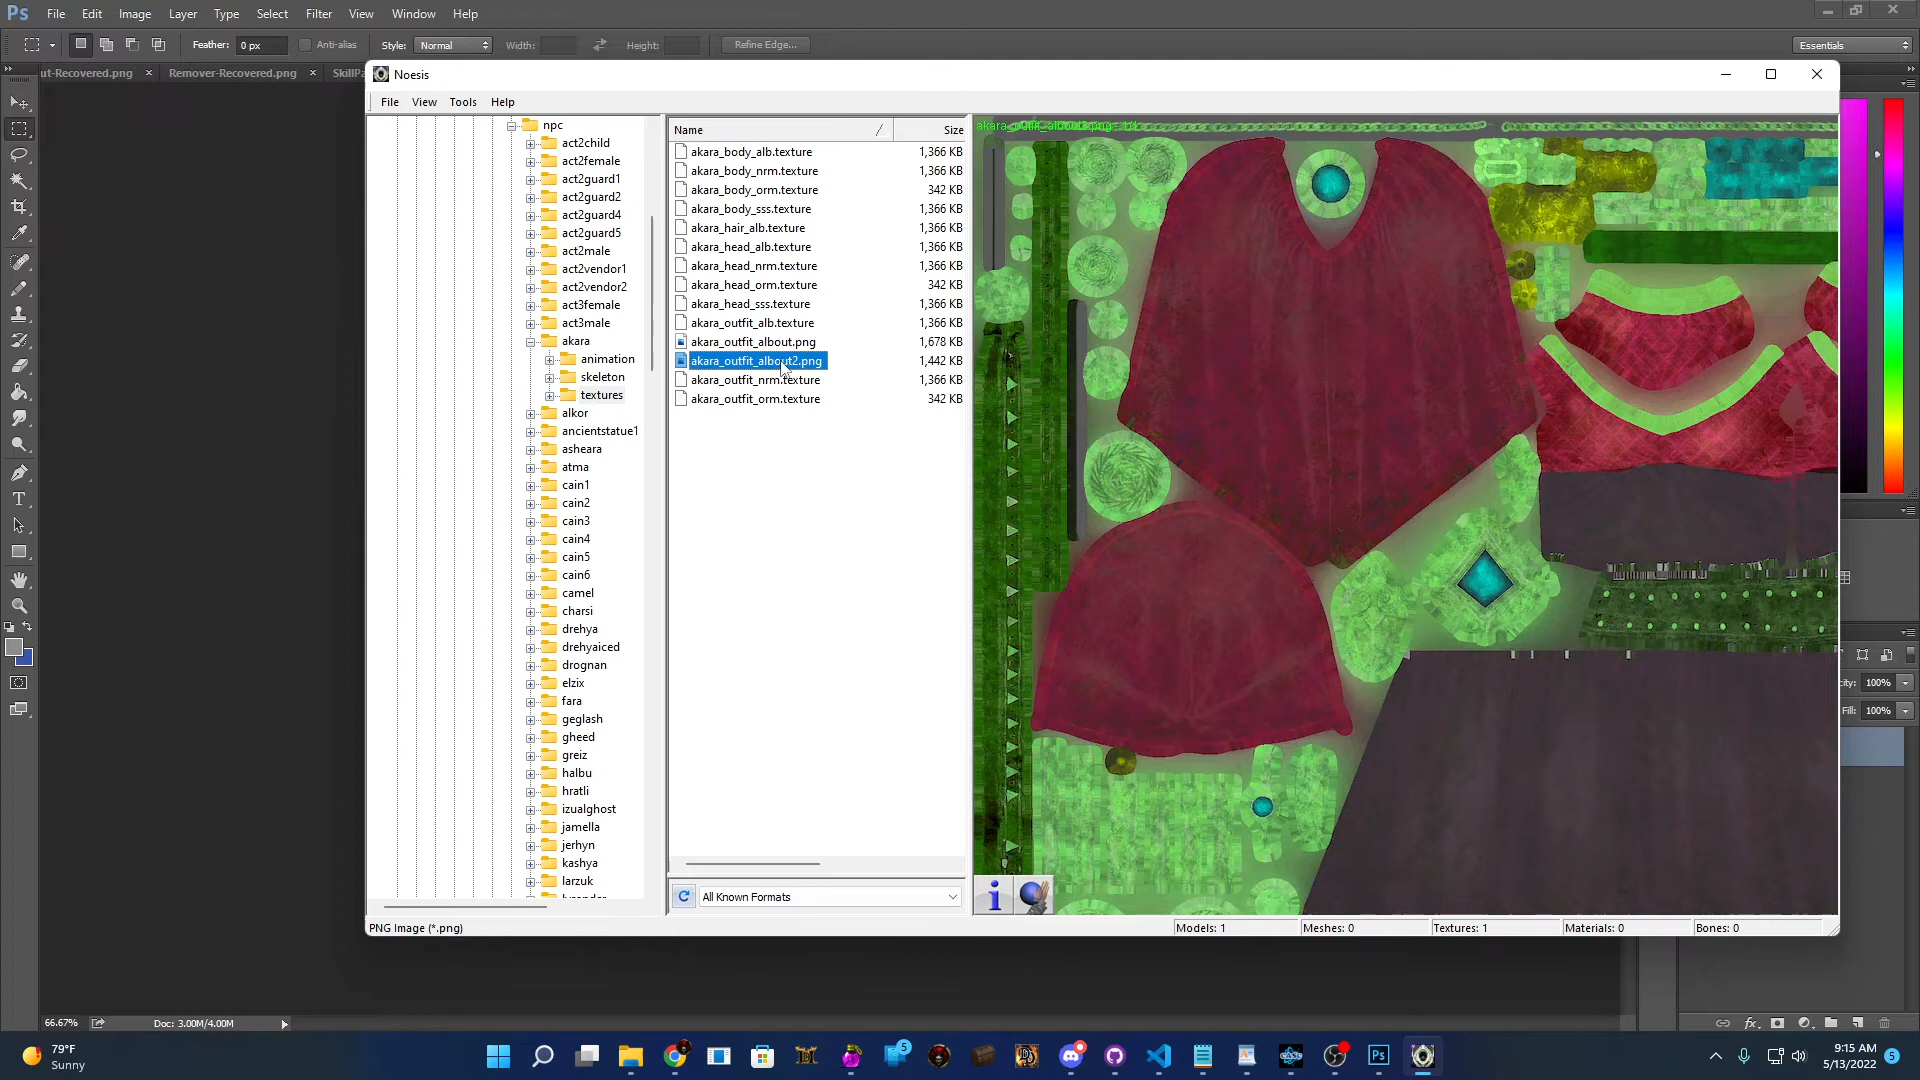 Ps File Edit Image Layer Type Select Filter View Window Help
Feather: 0 px Anti-alias Style: Normal Width: Height: Refine Edge... Essentials
ut-Recovered.png × Remover-Recovered.png × SkillPa
Noesis
File View Tools Help
npc
act2child
act2female
act2guard1
act2guard2
act2guard4
act2guard5
act2male
act2vendor1
act2vendor2
act3female
act3male
akara
animation
skeleton
textures
alkor
ancientstatue1
asheara
atma
cain1
cain2
cain3
cain4
cain5
cain6
camel
charsi
drehya
drehyaiced
drognan
elzix
fara
geglash
gheed
greiz
halbu
hratli
izualghost
jamella
jerhyn
kashya
larzuk
Name Size
akara_body_alb.texture 1,366 KB
akara_body_nrm.texture 1,366 KB
akara_body_orm.texture 342 KB
akara_body_sss.texture 1,366 KB
akara_hair_alb.texture 1,366 KB
akara_head_alb.texture 1,366 KB
akara_head_nrm.texture 1,366 KB
akara_head_orm.texture 342 KB
akara_head_sss.texture 1,366 KB
akara_outfit_alb.texture 1,366 KB
akara_outfit_albout.png 1,678 KB
akara_outfit_albout2.png 1,442 KB
akara_outfit_nrm.texture 1,366 KB
akara_outfit_orm.texture 342 KB
All Known Formats
PNG Image (*.png) Models: 1 Meshes: 0 Textures: 1 Materials: 0 Bones: 0
city: 100%
Fill: 100%
66.67% Doc: 3.00M/4.00M
79°F
Sunny
5
9:15 AM
5/13/2022
5